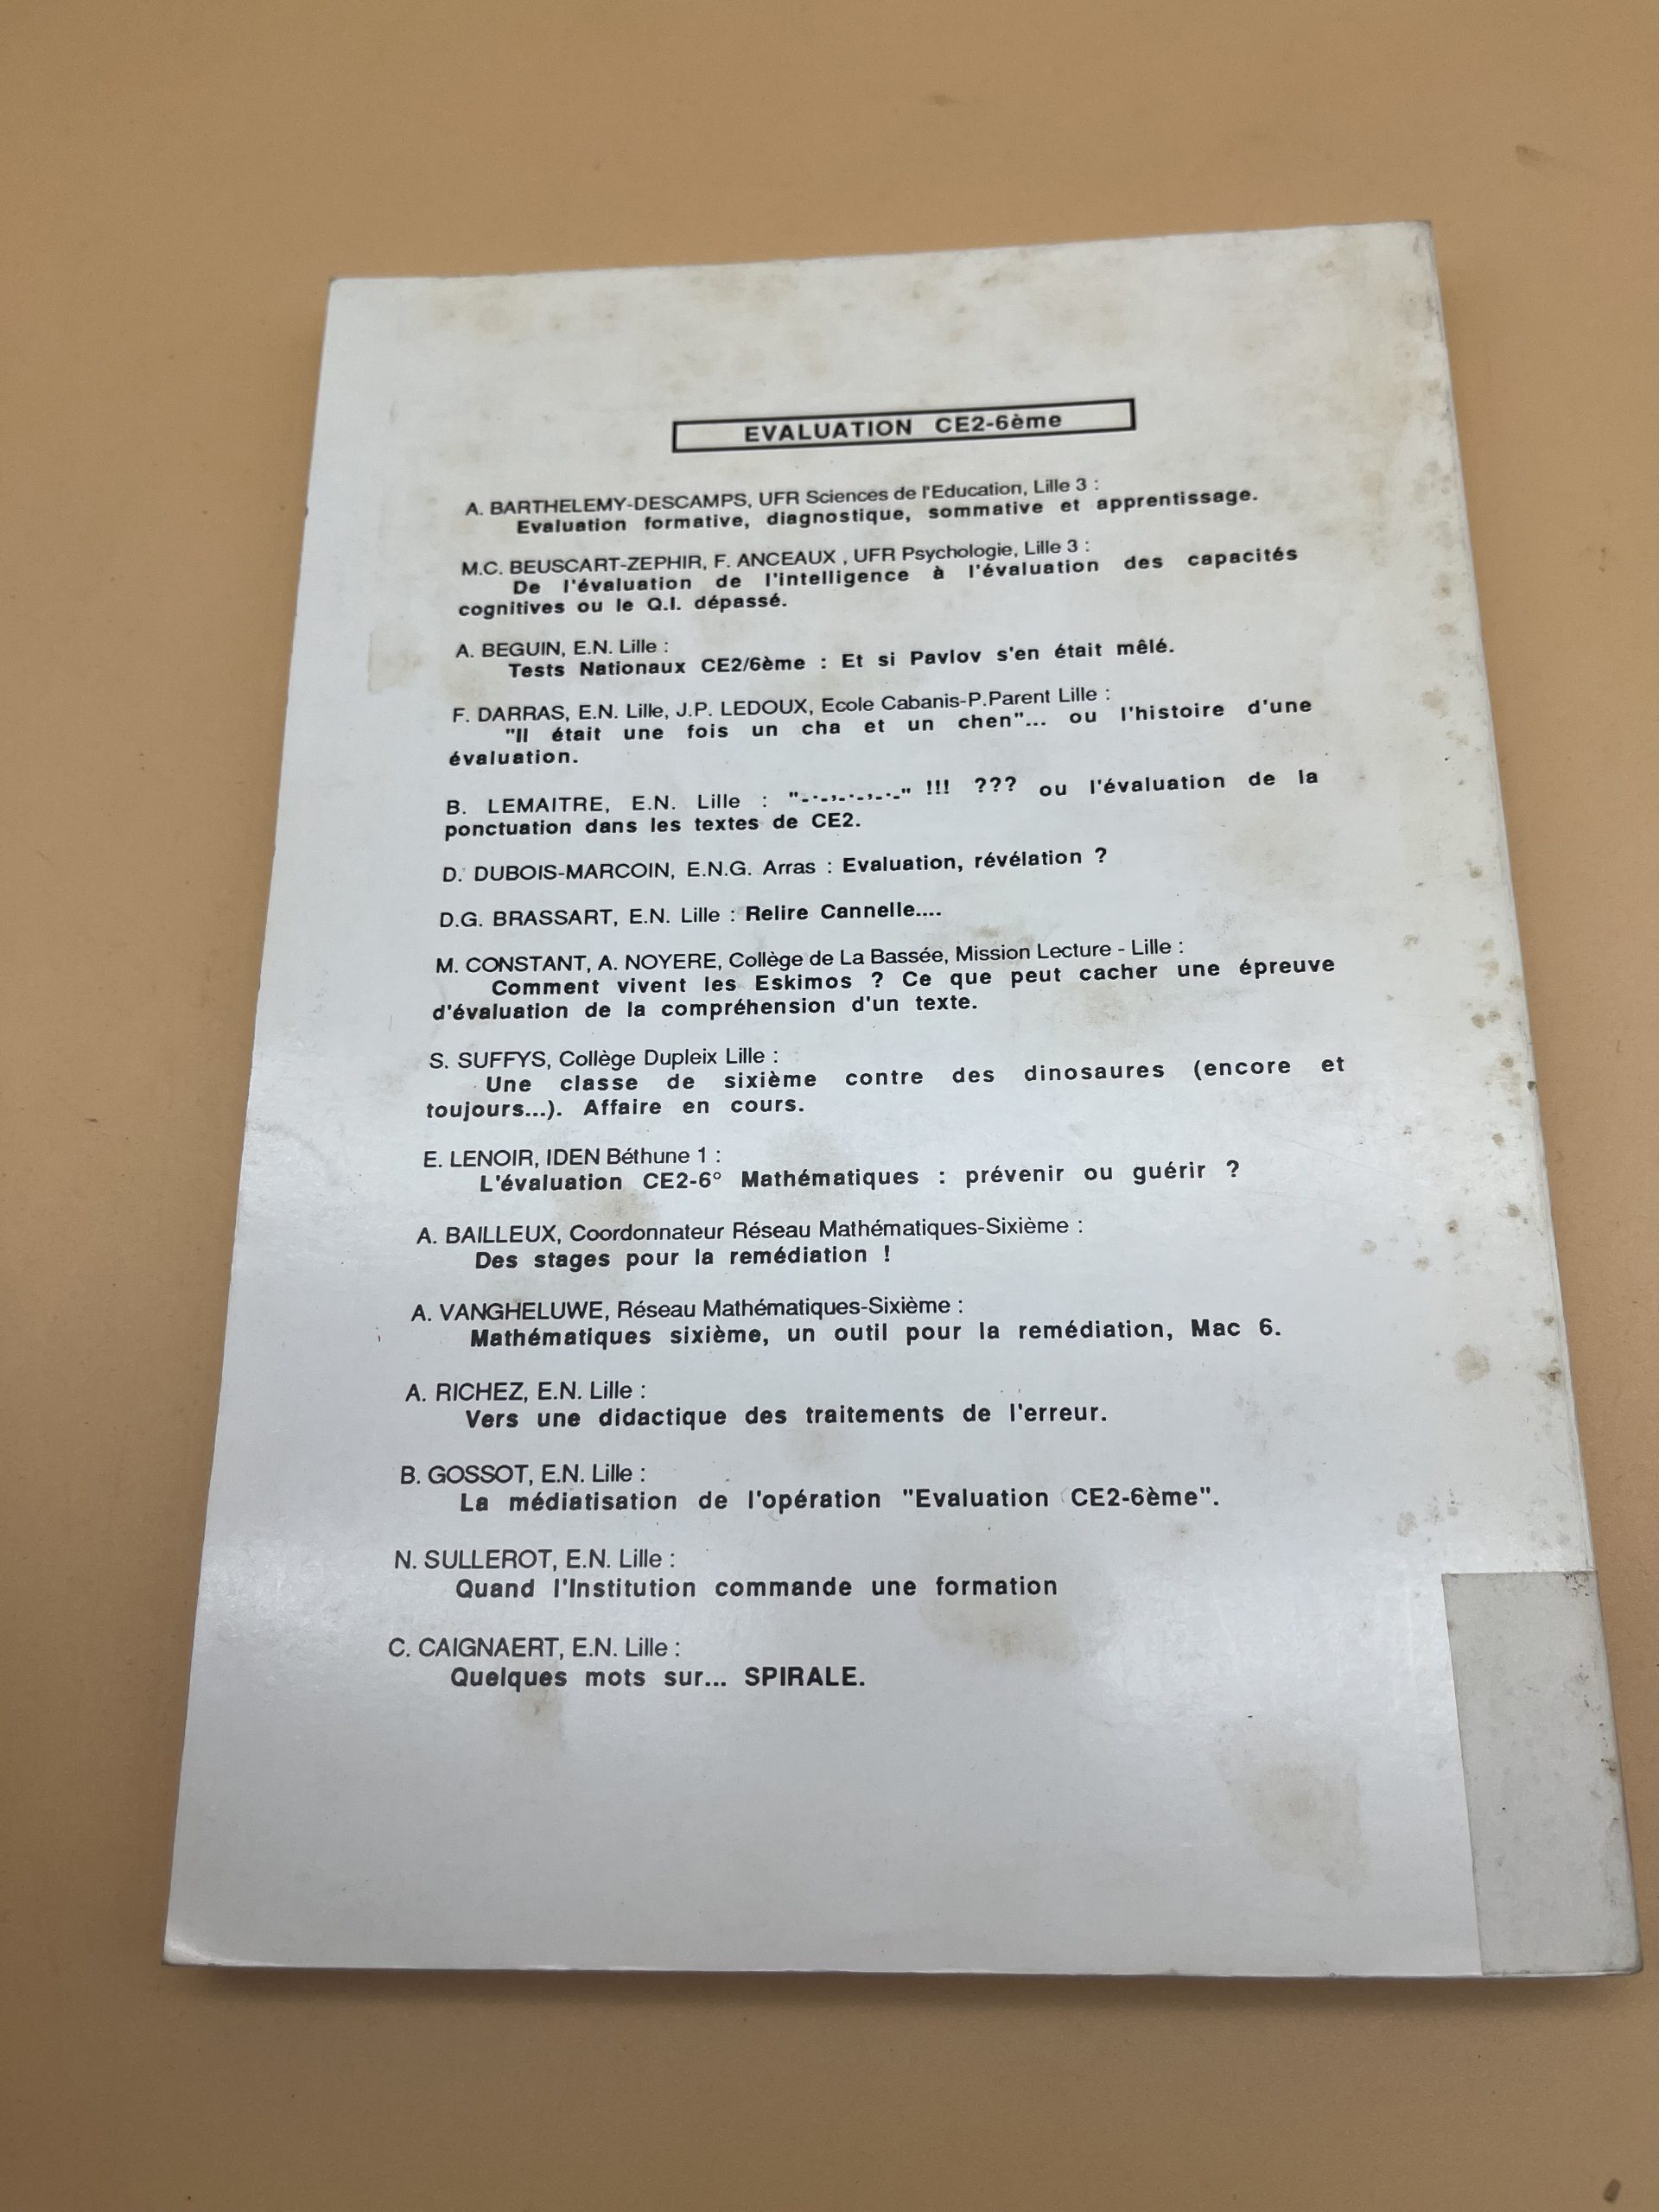 EVALUATION CE2-6ème
A. BARTHELEMY-DESCAMPS, UFR Sciences de l'Education, Lille 3 :
Evaluation formative, diagnostique, sommative et apprentissage.
M.C. BEUSCART-ZEPHIR, F. ANCEAUX , UFR Psychologie, Lille 3 :
De l'évaluation de l'intelligence à l'évaluation des capacités
cognitives ou le Q.I. dépassé.
A. BEGUIN, E.N. Lille :
Tests Nationaux CE2/6ème : Et si Pavlov s'en était mêlé.
F. DARRAS, E.N. Lille, J.P. LEDOUX, Ecole Cabanis-P.Parent Lille :
"Il était une fois un cha et un chen"... ou l'histoire d'une
évaluation.
B. LEMAITRE, E.N. Lille : "-.-,-.-,-.-" !!! ??? ou l'évaluation de la
ponctuation dans les textes de CE2.
D. DUBOIS-MARCOIN, E.N.G. Arras : Evaluation, révélation ?
D.G. BRASSART, E.N. Lille : Relire Cannelle....
M. CONSTANT, A. NOYERE, Collège de La Bassée, Mission Lecture - Lille :
Comment vivent les Eskimos ? Ce que peut cacher une épreuve
d'évaluation de la compréhension d'un texte.
S. SUFFYS, Collège Dupleix Lille :
Une classe de sixième contre des dinosaures (encore et
toujours...). Affaire en cours.
E. LENOIR, IDEN Béthune 1 :
L'évaluation CE2-6° Mathématiques : prévenir ou guérir ?
A. BAILLEUX, Coordonnateur Réseau Mathématiques-Sixième :
Des stages pour la remédiation !
A. VANGHELUWE, Réseau Mathématiques-Sixième :
Mathématiques sixième, un outil pour la remédiation, Mac 6.
A. RICHEZ, E.N. Lille :
Vers une didactique des traitements de l'erreur.
B. GOSSOT, E.N. Lille :
La médiatisation de l'opération "Evaluation CE2-6ème".
N. SULLEROT, E.N. Lille :
Quand l'Institution commande une formation
C. CAIGNAERT, E.N. Lille :
Quelques mots sur... SPIRALE.